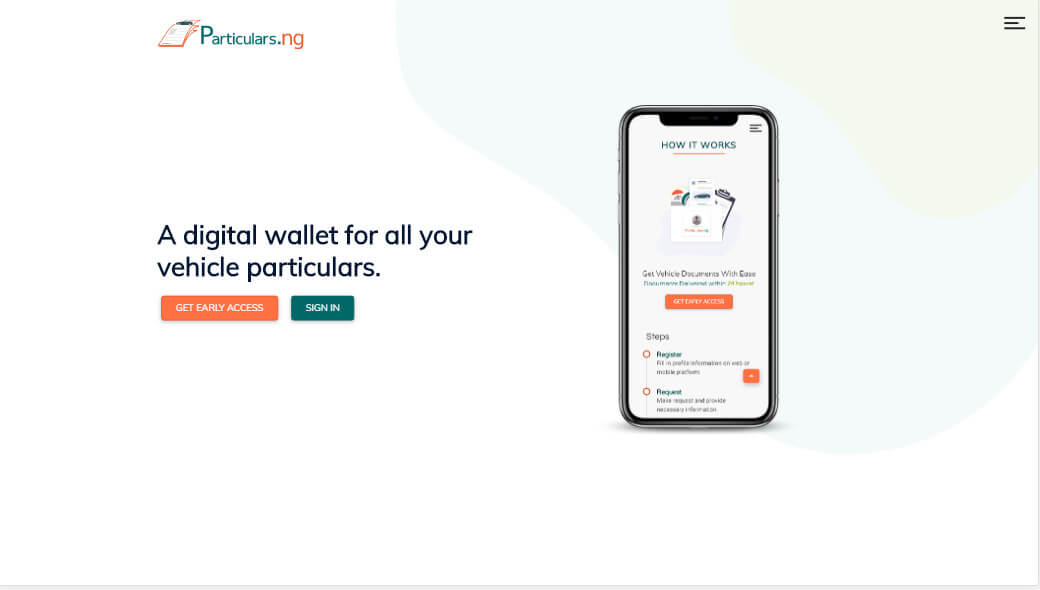 Particulars.ng
A digital wallet for all your
vehicle particulars.
GET EARLY ACCESS
SIGN IN
HOW IT WORKS
Get Vehicle Documents With Ease
Documents Delivered within 24 hours!
GET EARLY ACCESS
Steps
Register
Fill in profile information on web or
mobile platform
Request
Make request and provide
necessary information